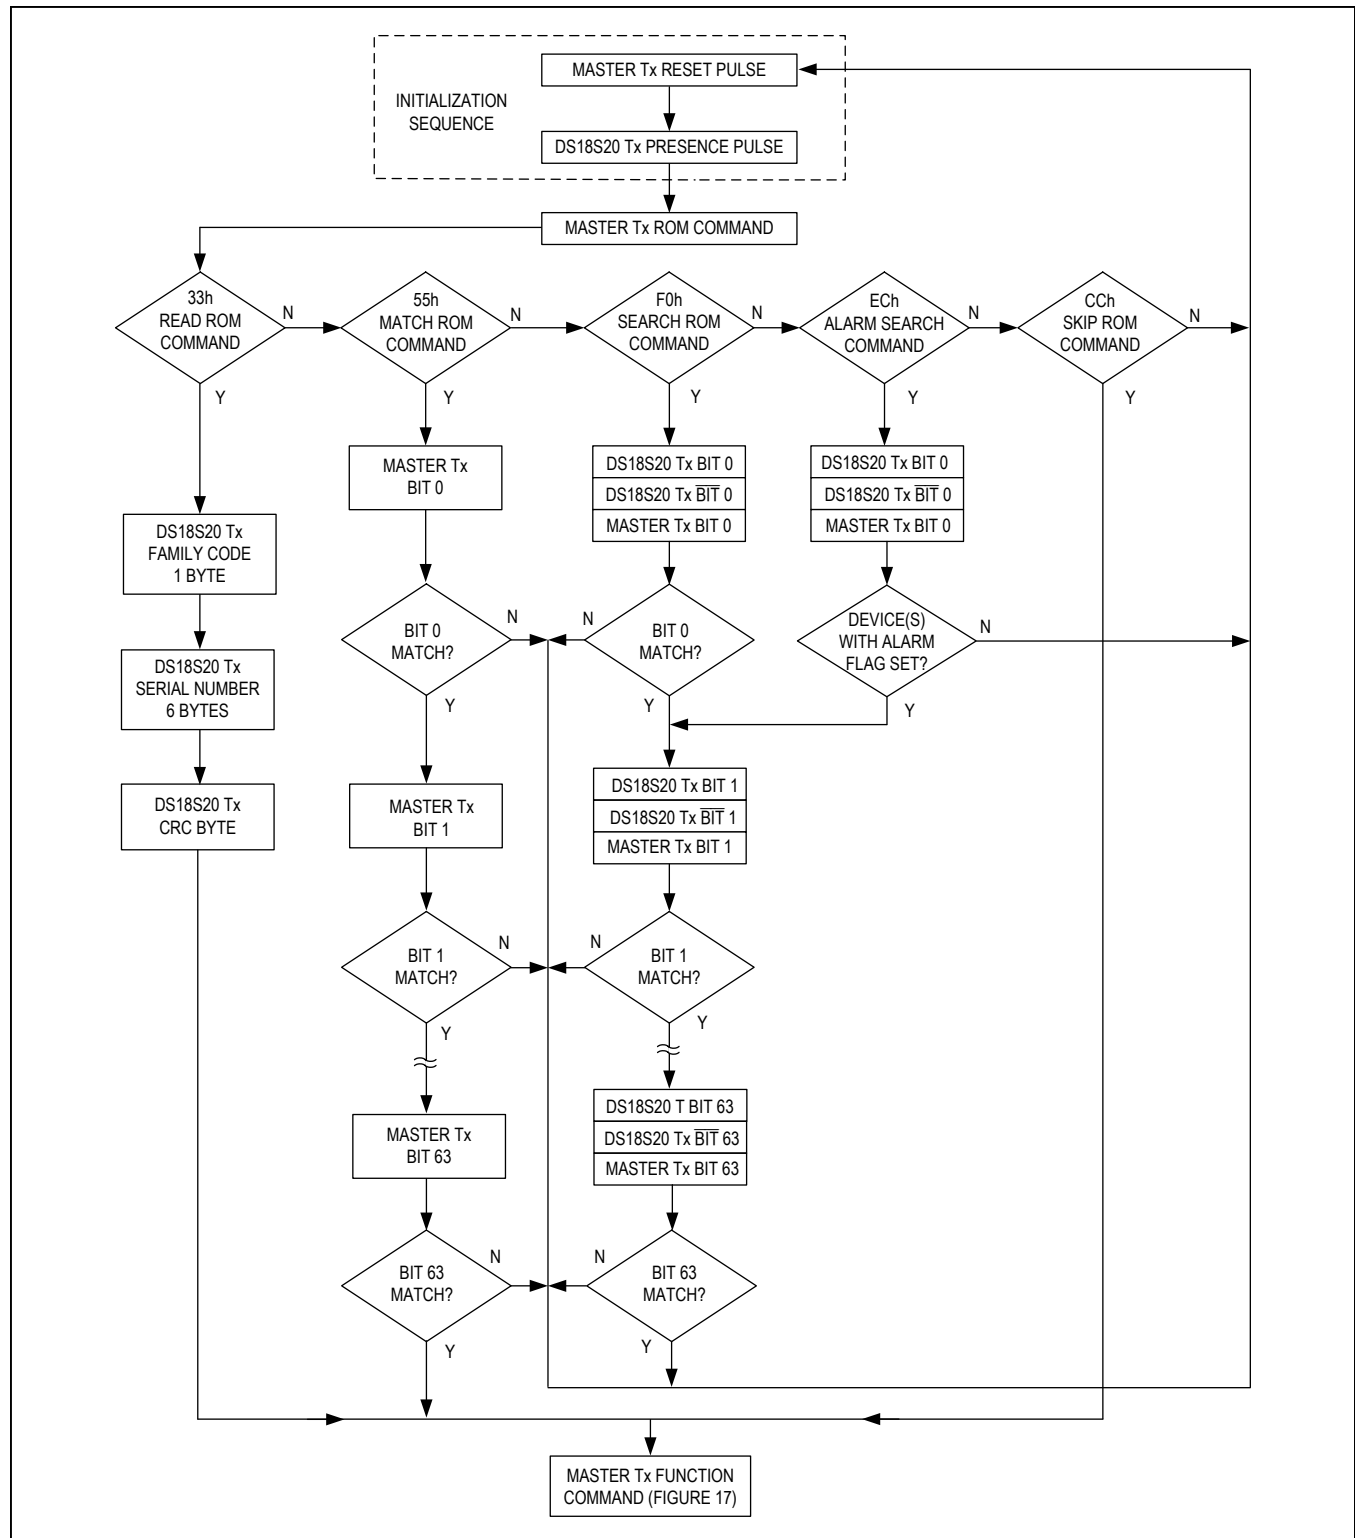 MASTER Tx RESET PULSE
INITIALIZATION
SEQUENCE
DS18S20 Tx PRESENCE PULSE
MASTER Tx ROM COMMAND
33h
READ ROM
COMMAND
N
Y
55h
MATCH ROM
COMMAND
N
Y
F0h
SEARCH ROM
COMMAND
N
Y
ECh
ALARM SEARCH
COMMAND
N
Y
CCh
SKIP ROM
COMMAND
N
Y
DS18S20 Tx
FAMILY CODE
1 BYTE
DS18S20 Tx
SERIAL NUMBER
6 BYTES
DS18S20 Tx
CRC BYTE
MASTER Tx
BIT 0
BIT 0
MATCH?
N
Y
MASTER Tx
BIT 1
BIT 1
MATCH?
N
Y
MASTER Tx
BIT 63
BIT 63
MATCH?
N
Y
DS18S20 Tx BIT 0
DS18S20 Tx B̅I̅T̅ 0
MASTER Tx BIT 0
BIT 0
MATCH?
N
Y
DS18S20 Tx BIT 1
DS18S20 Tx B̅I̅T̅ 1
MASTER Tx BIT 1
BIT 1
MATCH?
N
Y
DS18S20 T BIT 63
DS18S20 Tx B̅I̅T̅ 63
MASTER Tx BIT 63
BIT 63
MATCH?
N
Y
DS18S20 Tx BIT 0
DS18S20 Tx B̅I̅T̅ 0
MASTER Tx BIT 0
DEVICE(S)
WITH ALARM
FLAG SET?
N
Y
MASTER Tx FUNCTION
COMMAND (FIGURE 17)